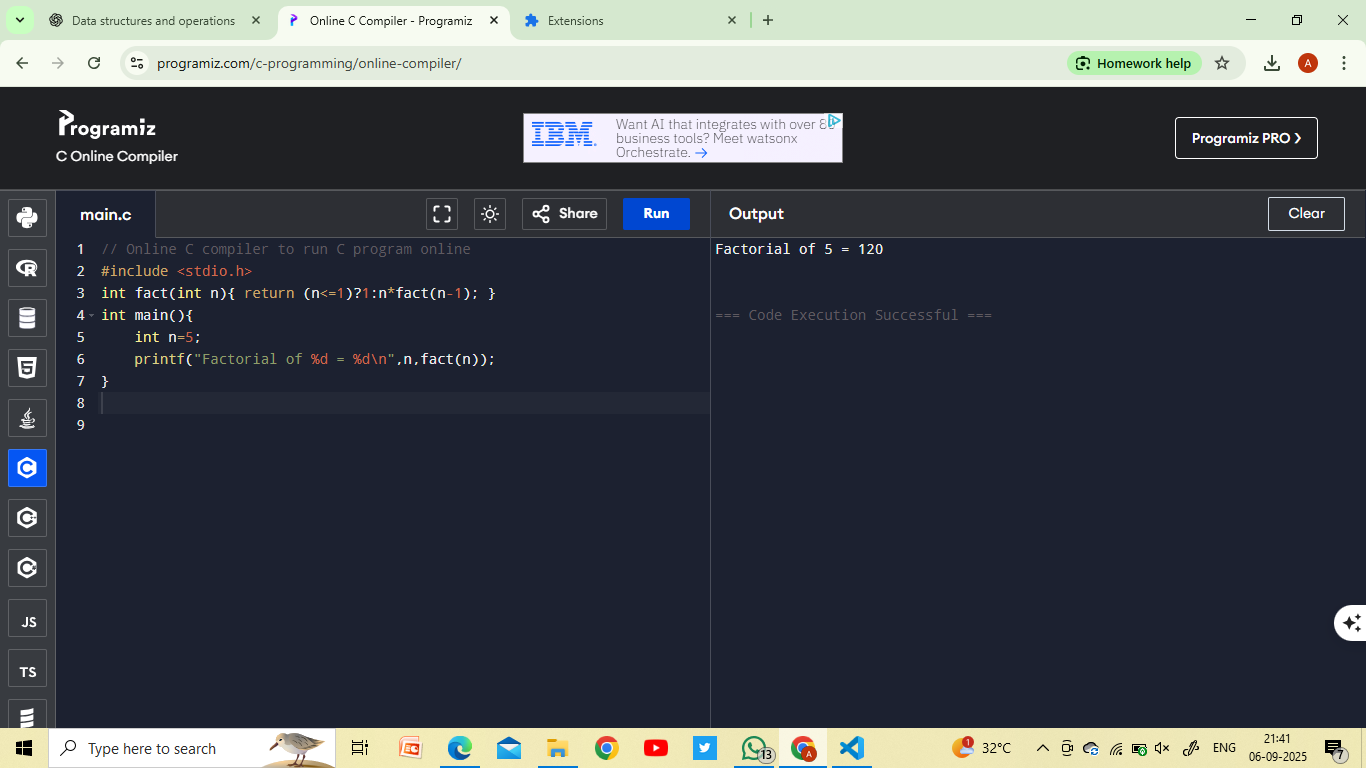 Data structures and operations
Online C Compiler - Programiz
Extensions
programiz.com/c-programming/online-compiler/
Homework help
A
Programiz
C Online Compiler
IBM
Want AI that integrates with over 80
business tools? Meet watsonx
Orchestrate. →
Programiz PRO ❯
main.c
Share
Run
Output
Clear
1 // Online C compiler to run C program online
2 #include <stdio.h>
3 int fact(int n){ return (n<=1)?1:n*fact(n-1); }
4 int main(){
5     int n=5;
6     printf("Factorial of %d = %d\n",n,fact(n));
7 }
8
9
Factorial of 5 = 120
=== Code Execution Successful ===
JS
TS
Type here to search
13
A
1
32°C
ENG
21:41
06-09-2025
7